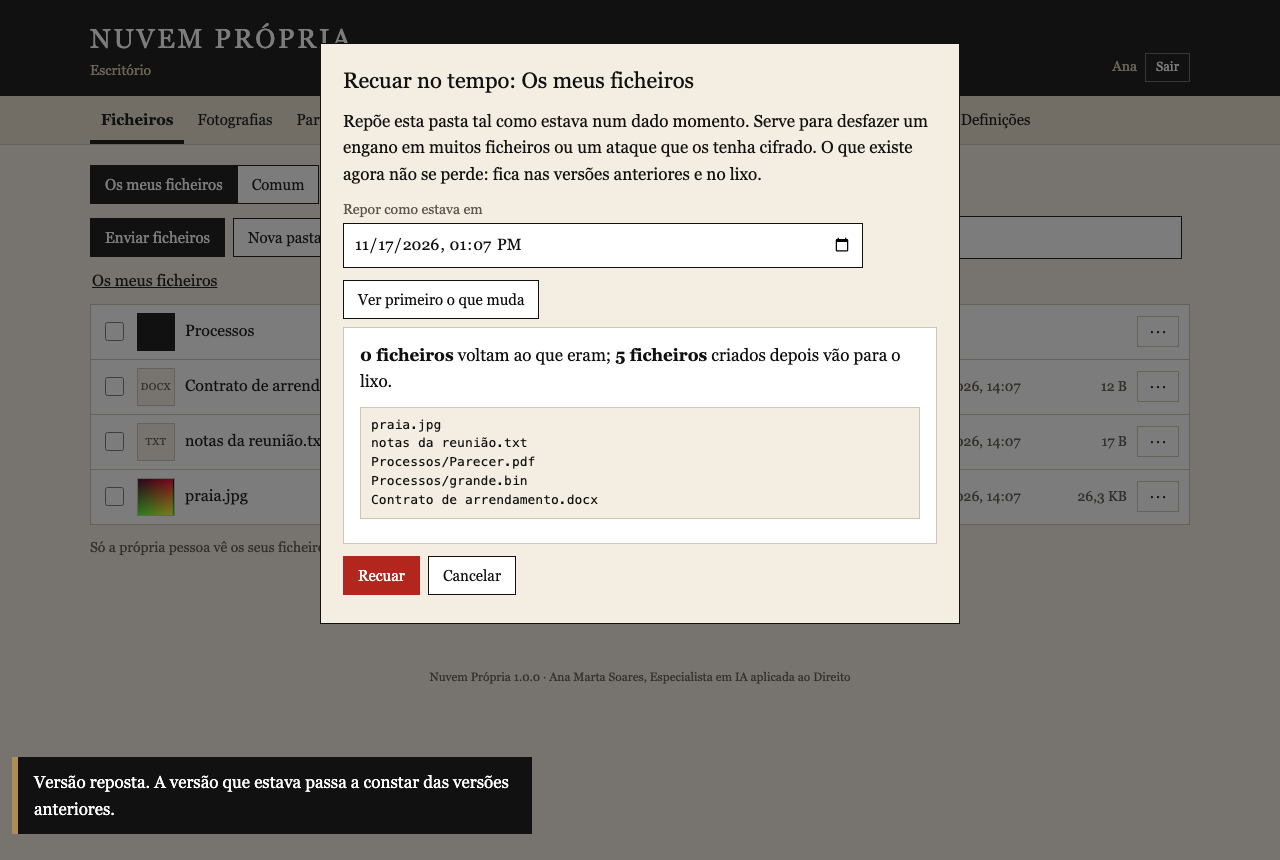 NUVEM PRÓPRIA
Escritório
Ana
Sair
Ficheiros
Fotografias
Par
Definições
Os meus ficheiros
Comum
Enviar ficheiros
Nova pasta
Os meus ficheiros
Processos
...
DOCX
Contrato de arrend
026, 14:07
12 B
...
TXT
notas da reunião.tx
026, 14:07
17 B
...
praia.jpg
026, 14:07
26,3 KB
...
Só a própria pessoa vê os seus ficheiro
Recuar no tempo: Os meus ficheiros
Repõe esta pasta tal como estava num dado momento. Serve para desfazer um
engano em muitos ficheiros ou um ataque que os tenha cifrado. O que existe
agora não se perde: fica nas versões anteriores e no lixo.
Repor como estava em
11/17/2026, 01:07 PM
Ver primeiro o que muda
0 ficheiros voltam ao que eram; 5 ficheiros criados depois vão para o
lixo.
praia.jpg
notas da reunião.txt
Processos/Parecer.pdf
Processos/grande.bin
Contrato de arrendamento.docx
Recuar
Cancelar
Nuvem Própria 1.0.0 · Ana Marta Soares, Especialista em IA aplicada ao Direito
Versão reposta. A versão que estava passa a constar das versões
anteriores.